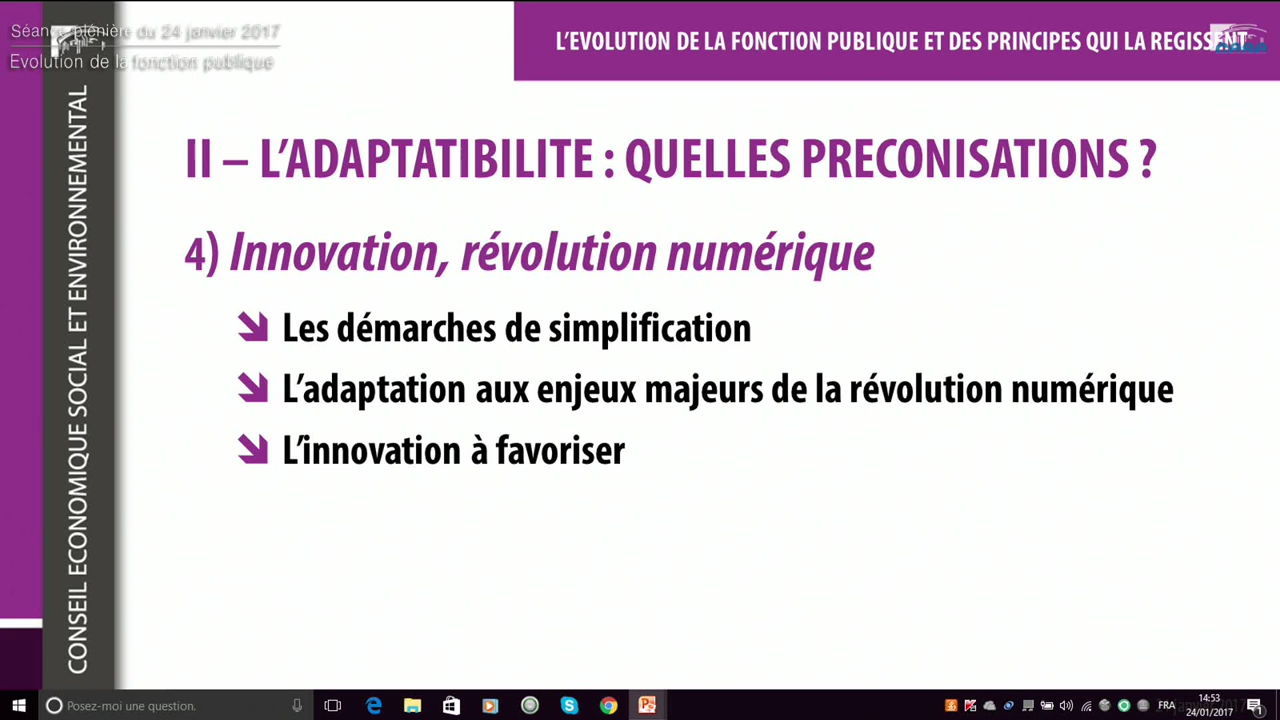 Séance plénière du 24 janvier 2017
Evolution de la fonction publique
L'EVOLUTION DE LA FONCTION PUBLIQUE ET DES PRINCIPES QUI LA REGISSENT
CONSEIL ECONOMIQUE SOCIAL ET ENVIRONNEMENTAL
II – L'ADAPTATIBILITE : QUELLES PRECONISATIONS ?
4) Innovation, révolution numérique
Les démarches de simplification
L'adaptation aux enjeux majeurs de la révolution numérique
L'innovation à favoriser
Posez-moi une question.
FRA
14:53
24/01/2017
1